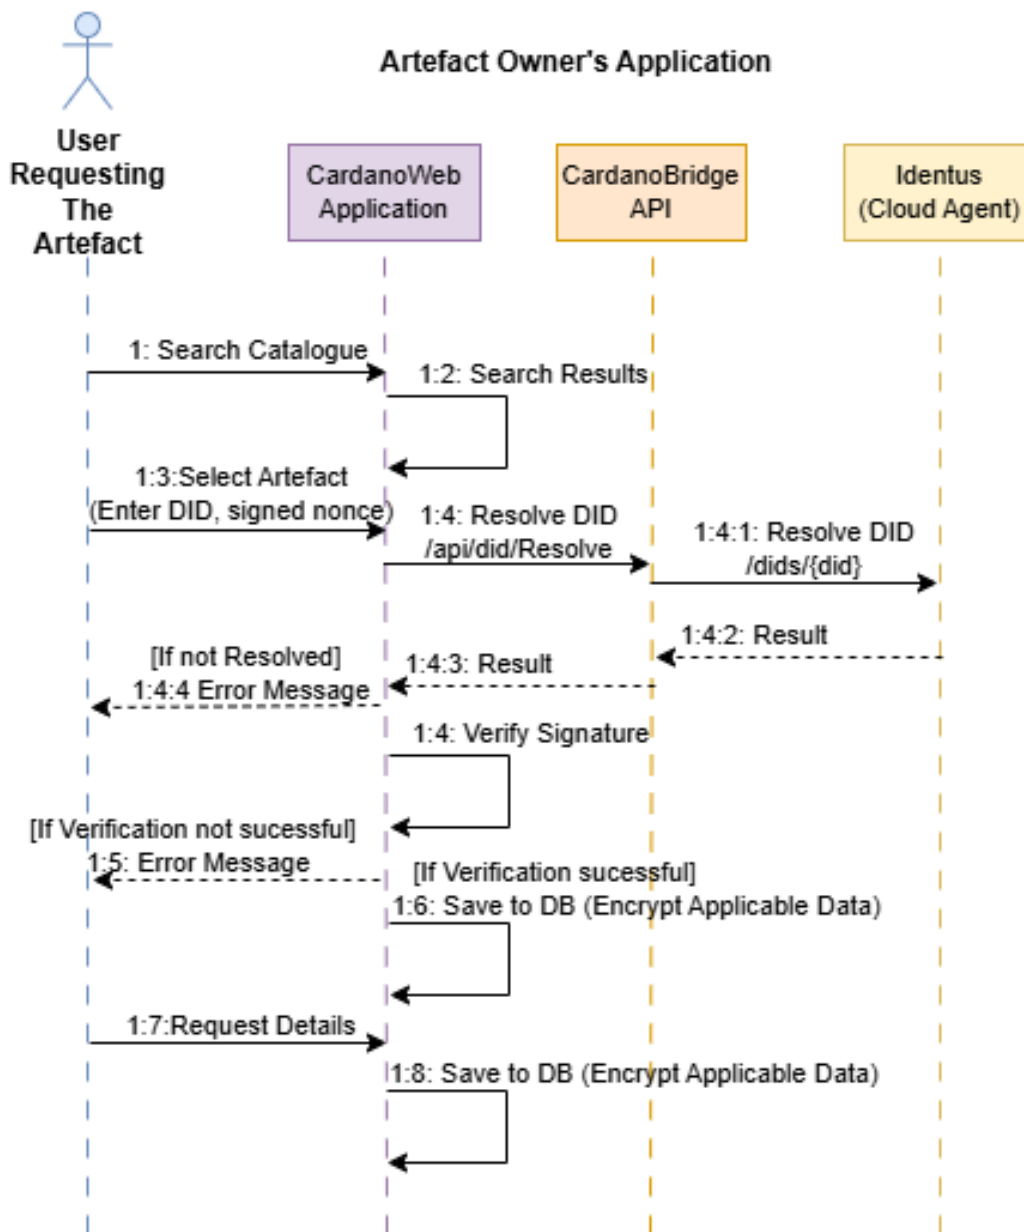 Artefact Owner's Application
User
Requesting
The
Artefact
CardanoWeb
Application
CardanoBridge
API
Identus
(Cloud Agent)
1: Search Catalogue
1:2: Search Results
1:3:Select Artefact
(Enter DID, signed nonce)
1:4: Resolve DID
/api/did/Resolve
1:4:1: Resolve DID
/dids/{did}
1:4:2: Result
1:4:3: Result
[If not Resolved]
1:4:4 Error Message
1:4: Verify Signature
[If Verification not sucessful]
1:5: Error Message
[If Verification sucessful]
1:6: Save to DB (Encrypt Applicable Data)
1:7:Request Details
1:8: Save to DB (Encrypt Applicable Data)